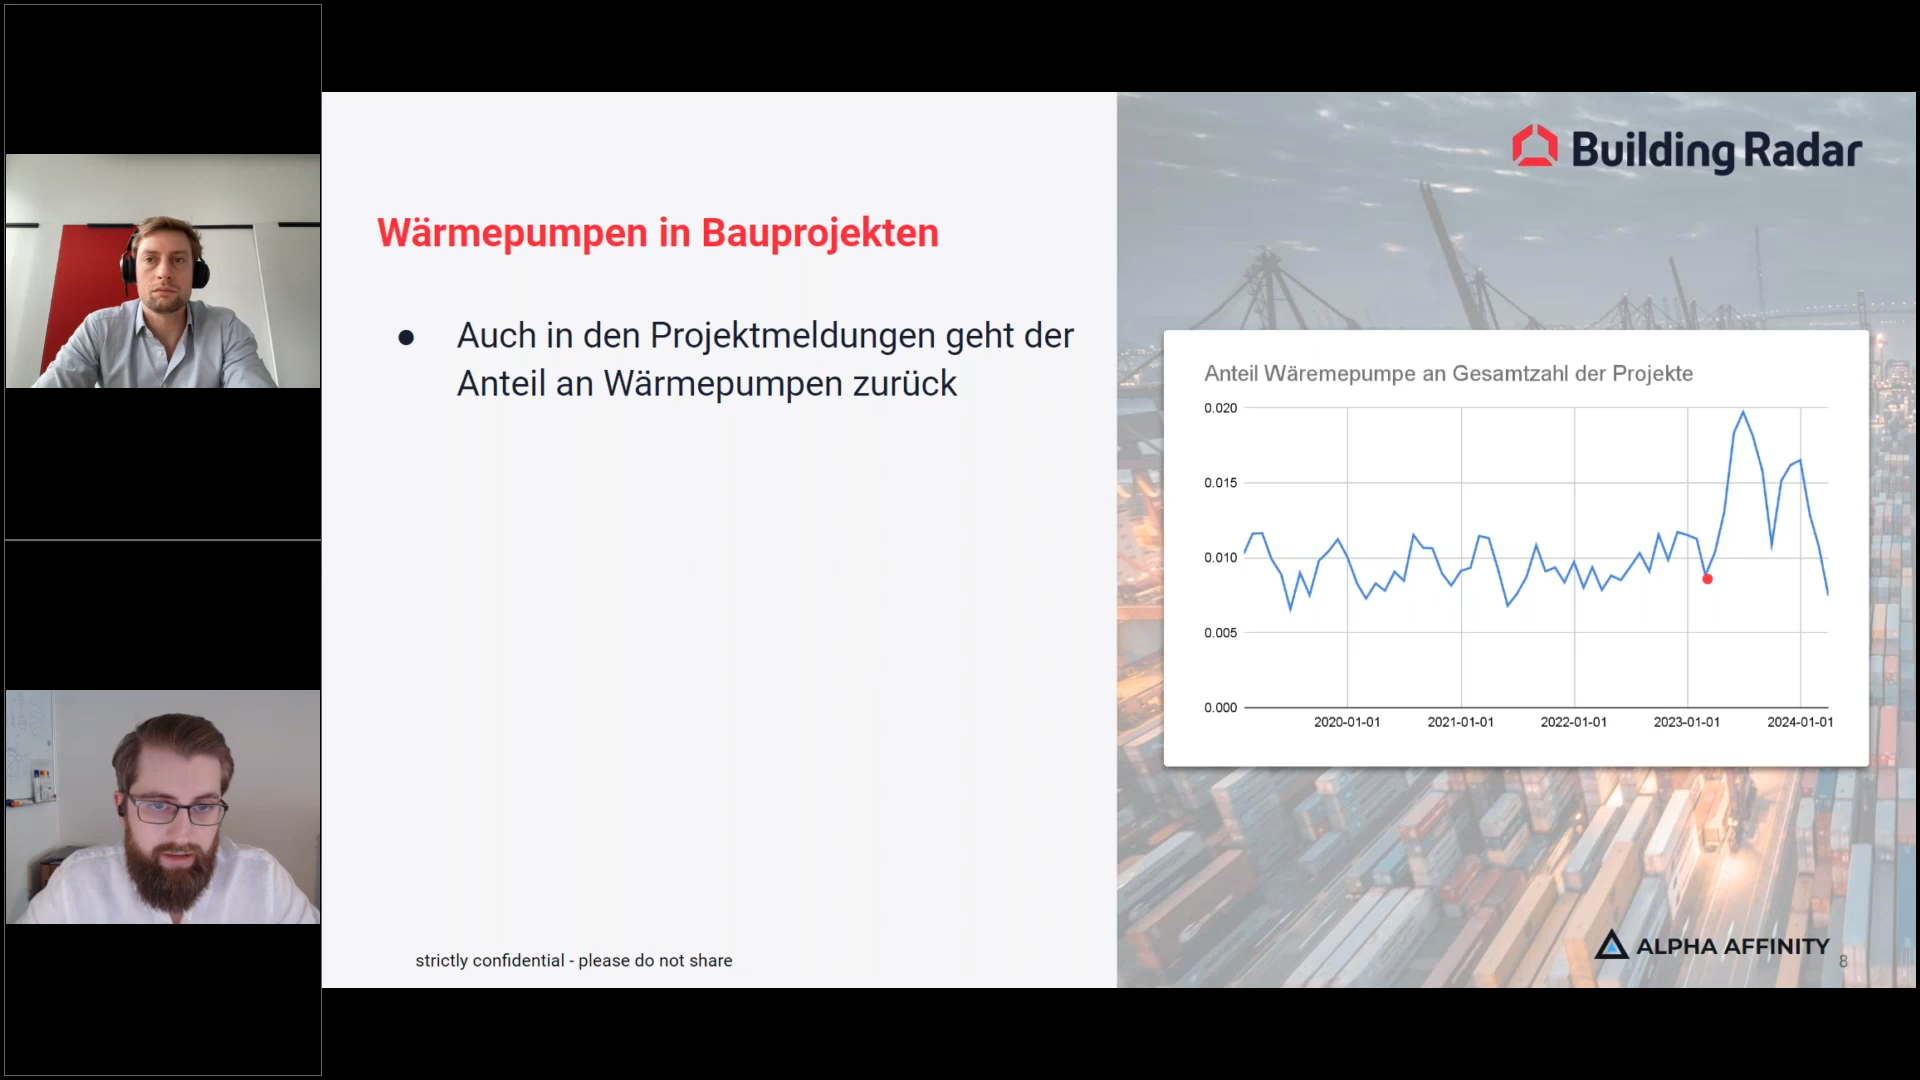 Building Radar
Wärmepumpen in Bauprojekten
● Auch in den Projektmeldungen geht der
Anteil an Wärmepumpen zurück
Anteil Wäremepumpe an Gesamtzahl der Projekte
0.020
0.015
0.010
0.005
0.000
2020-01-01 2021-01-01 2022-01-01 2023-01-01 2024-01-01
strictly confidential - please do not share
ALPHA AFFINITY
8